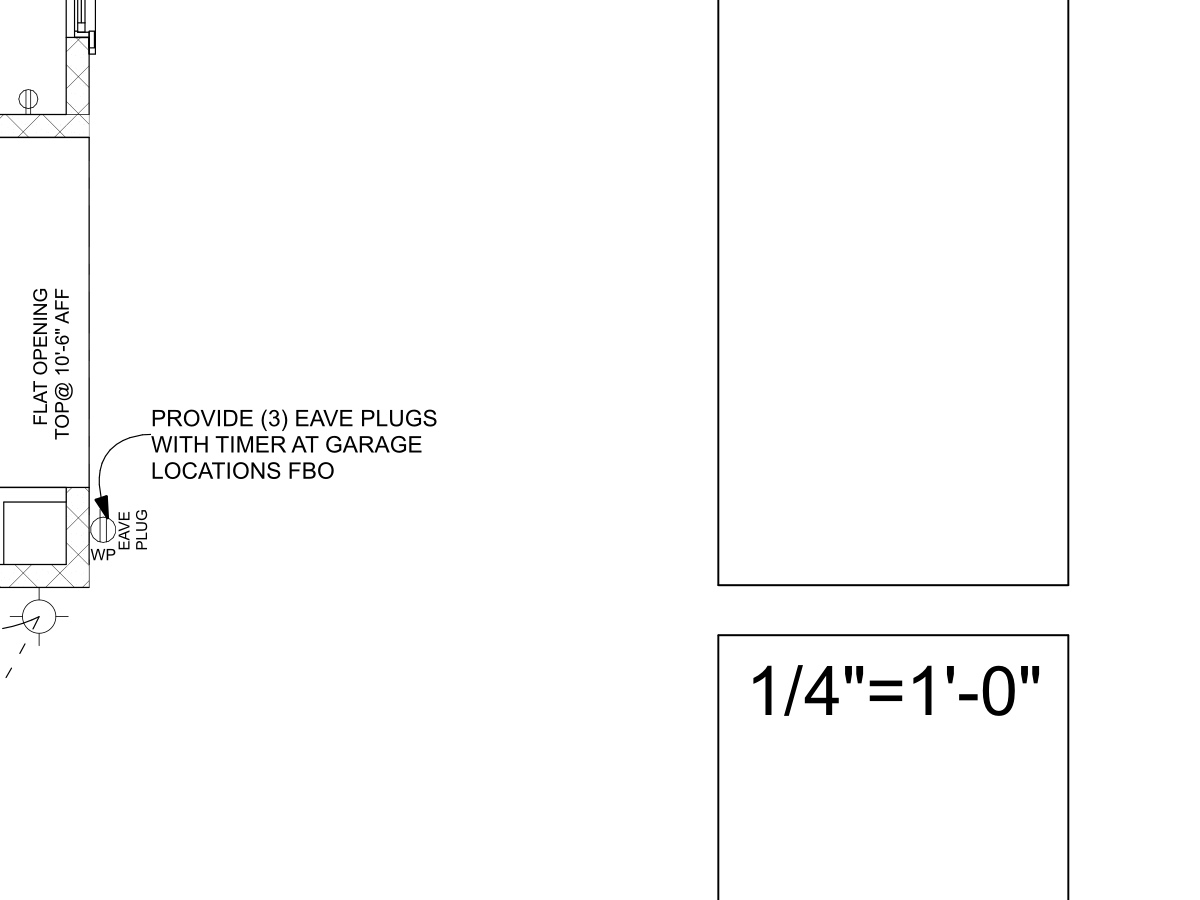 FLAT OPENING
TOP@ 10'-6" AFF
PROVIDE (3) EAVE PLUGS
WITH TIMER AT GARAGE
LOCATIONS FBO
EAVE
PLUG
WP
1/4"=1'-0"